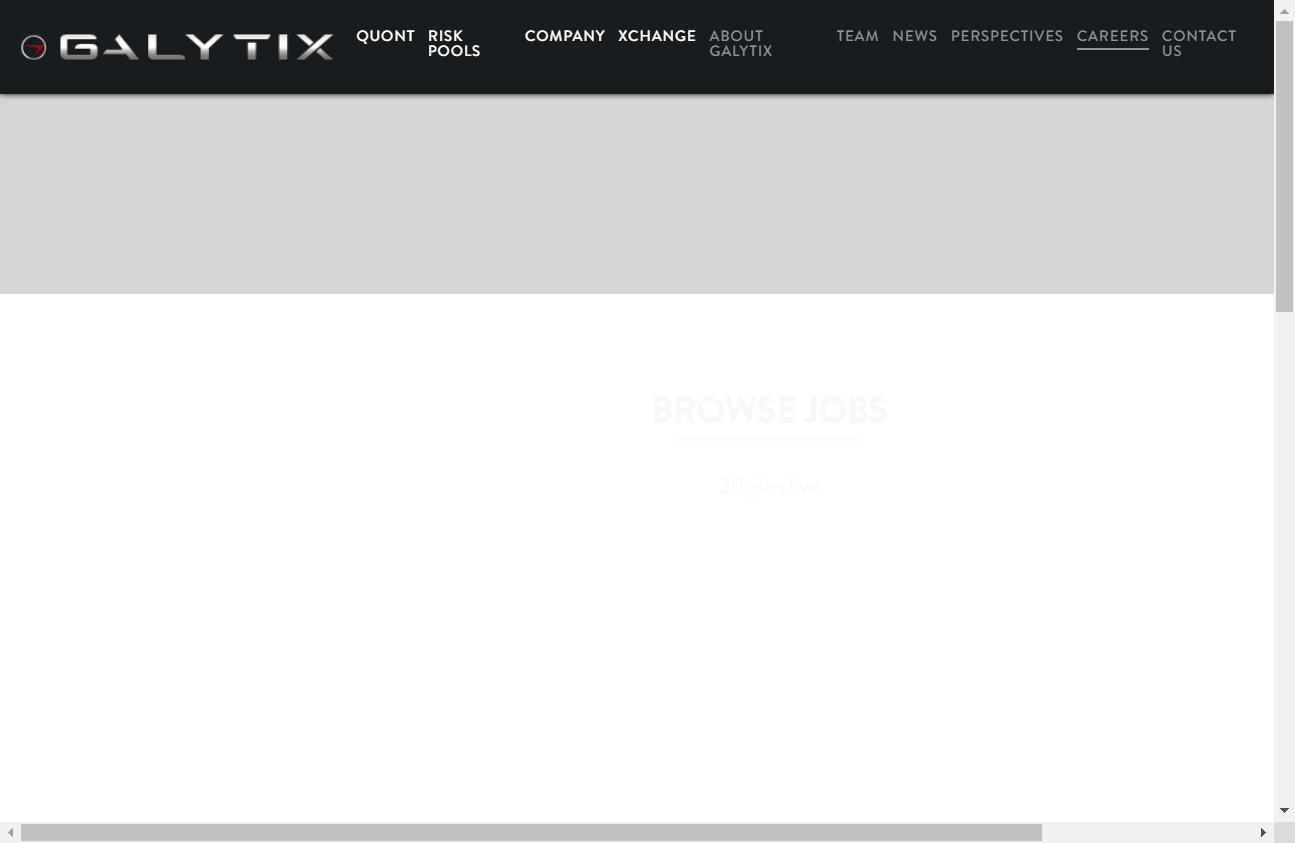 GALYTIX
QUONT
RISK
POOLS
COMPANY
XCHANGE
ABOUT
GALYTIX
TEAM
NEWS
PERSPECTIVES
CAREERS
CONTACT
US
BROWSE JOBS
20 jobs live